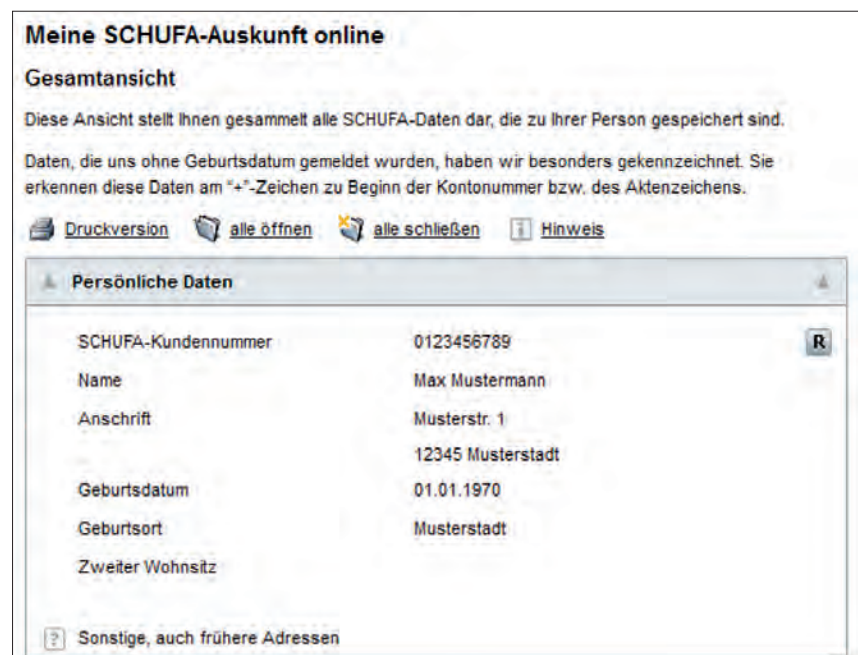 Meine SCHUFA-Auskunft online
Gesamtansicht
Diese Ansicht stellt Ihnen gesammelt alle SCHUFA-Daten dar, die zu Ihrer Person gespeichert sind.
Daten, die uns ohne Geburtsdatum gemeldet wurden, haben wir besonders gekennzeichnet. Sie
erkennen diese Daten am "+"-Zeichen zu Beginn der Kontonummer bzw. des Aktenzeichens.
Druckversion alle öffnen alle schließen i Hinweis
Persönliche Daten
SCHUFA-Kundennummer 0123456789 R
Name Max Mustermann
Anschrift Musterstr. 1
12345 Musterstadt
Geburtsdatum 01.01.1970
Geburtsort Musterstadt
Zweiter Wohnsitz
? Sonstige, auch frühere Adressen